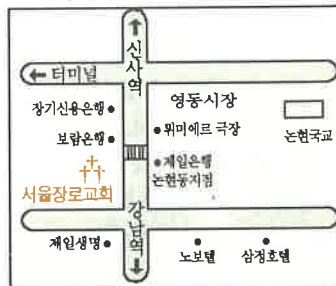 신사역
터미널
장기신용은행
영동시장
뤼미에르 극장
논현국교
보람은행
제일은행
논현동지점
서울장로교회
강남역
제일생명
노보텔
삼정호텔